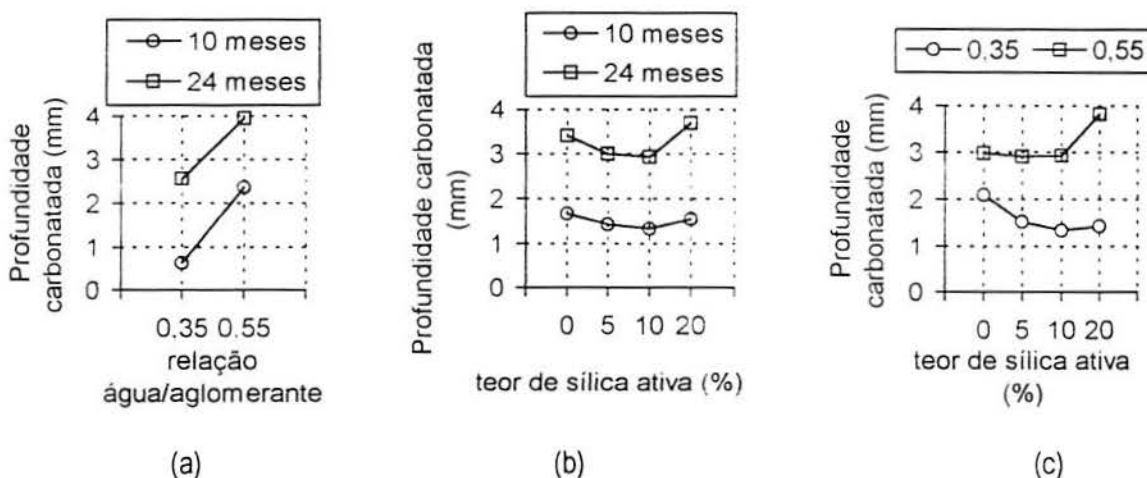 10 meses
24 meses
Profundidade
carbonatada (mm)
4
3
2
1
0
0,35 0.55
relação
água/aglomerante
(a)
10 meses
24 meses
Profundidade carbonatada
(mm)
4
3
2
1
0
0 5 10 20
teor de sílica ativa (%)
(b)
0,35 0,55
Profundidade
carbonatada (mm)
4
3
2
1
0
0 5 10 20
teor de sílica ativa
(%)
(c)